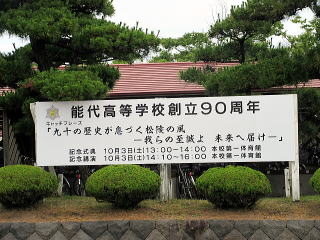 能代高等学校創立90周年
キャッチフレーズ
「九十の歴史が息づく松陵の風
―我らの至誠よ 未来へ届け―」
記念式典 10月3日(土)13:00~14:00 本校第一体育館
記念講演 10月3日(土)14:10~16:00 本校第一体育館